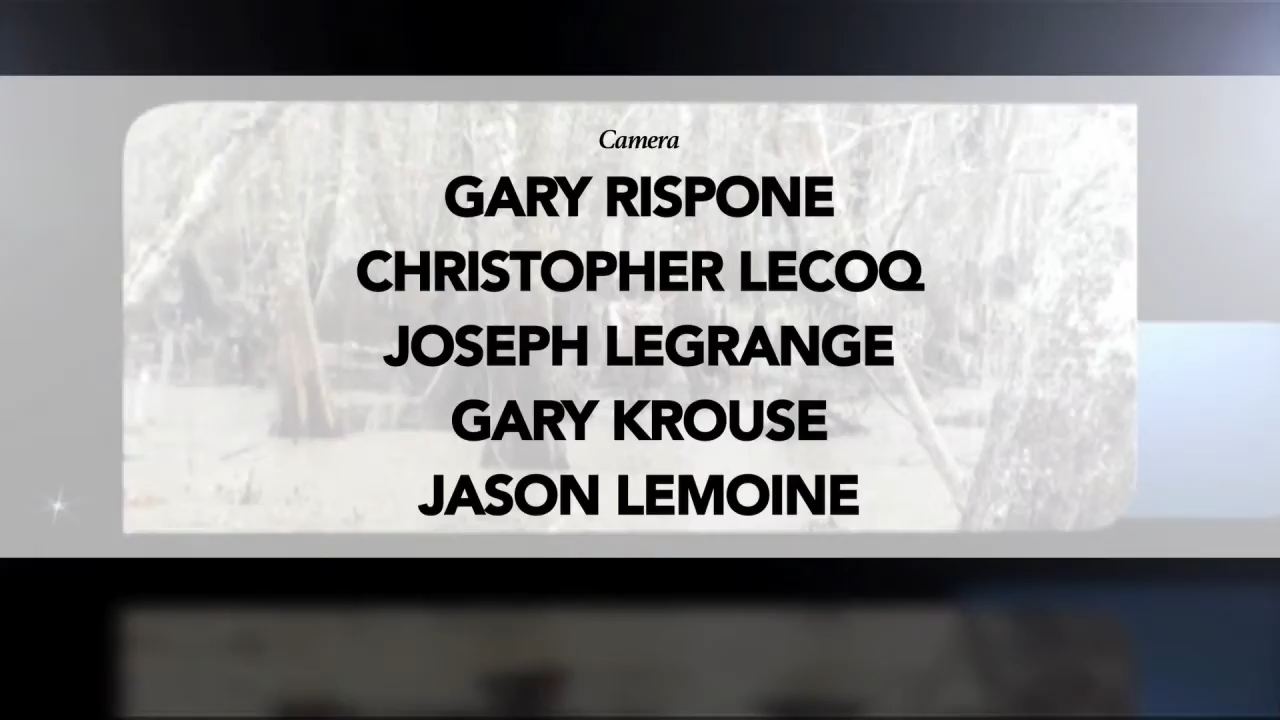 Camera
GARY RISPONE
CHRISTOPHER LECOQ
JOSEPH LEGRANGE
GARY KROUSE
JASON LEMOINE